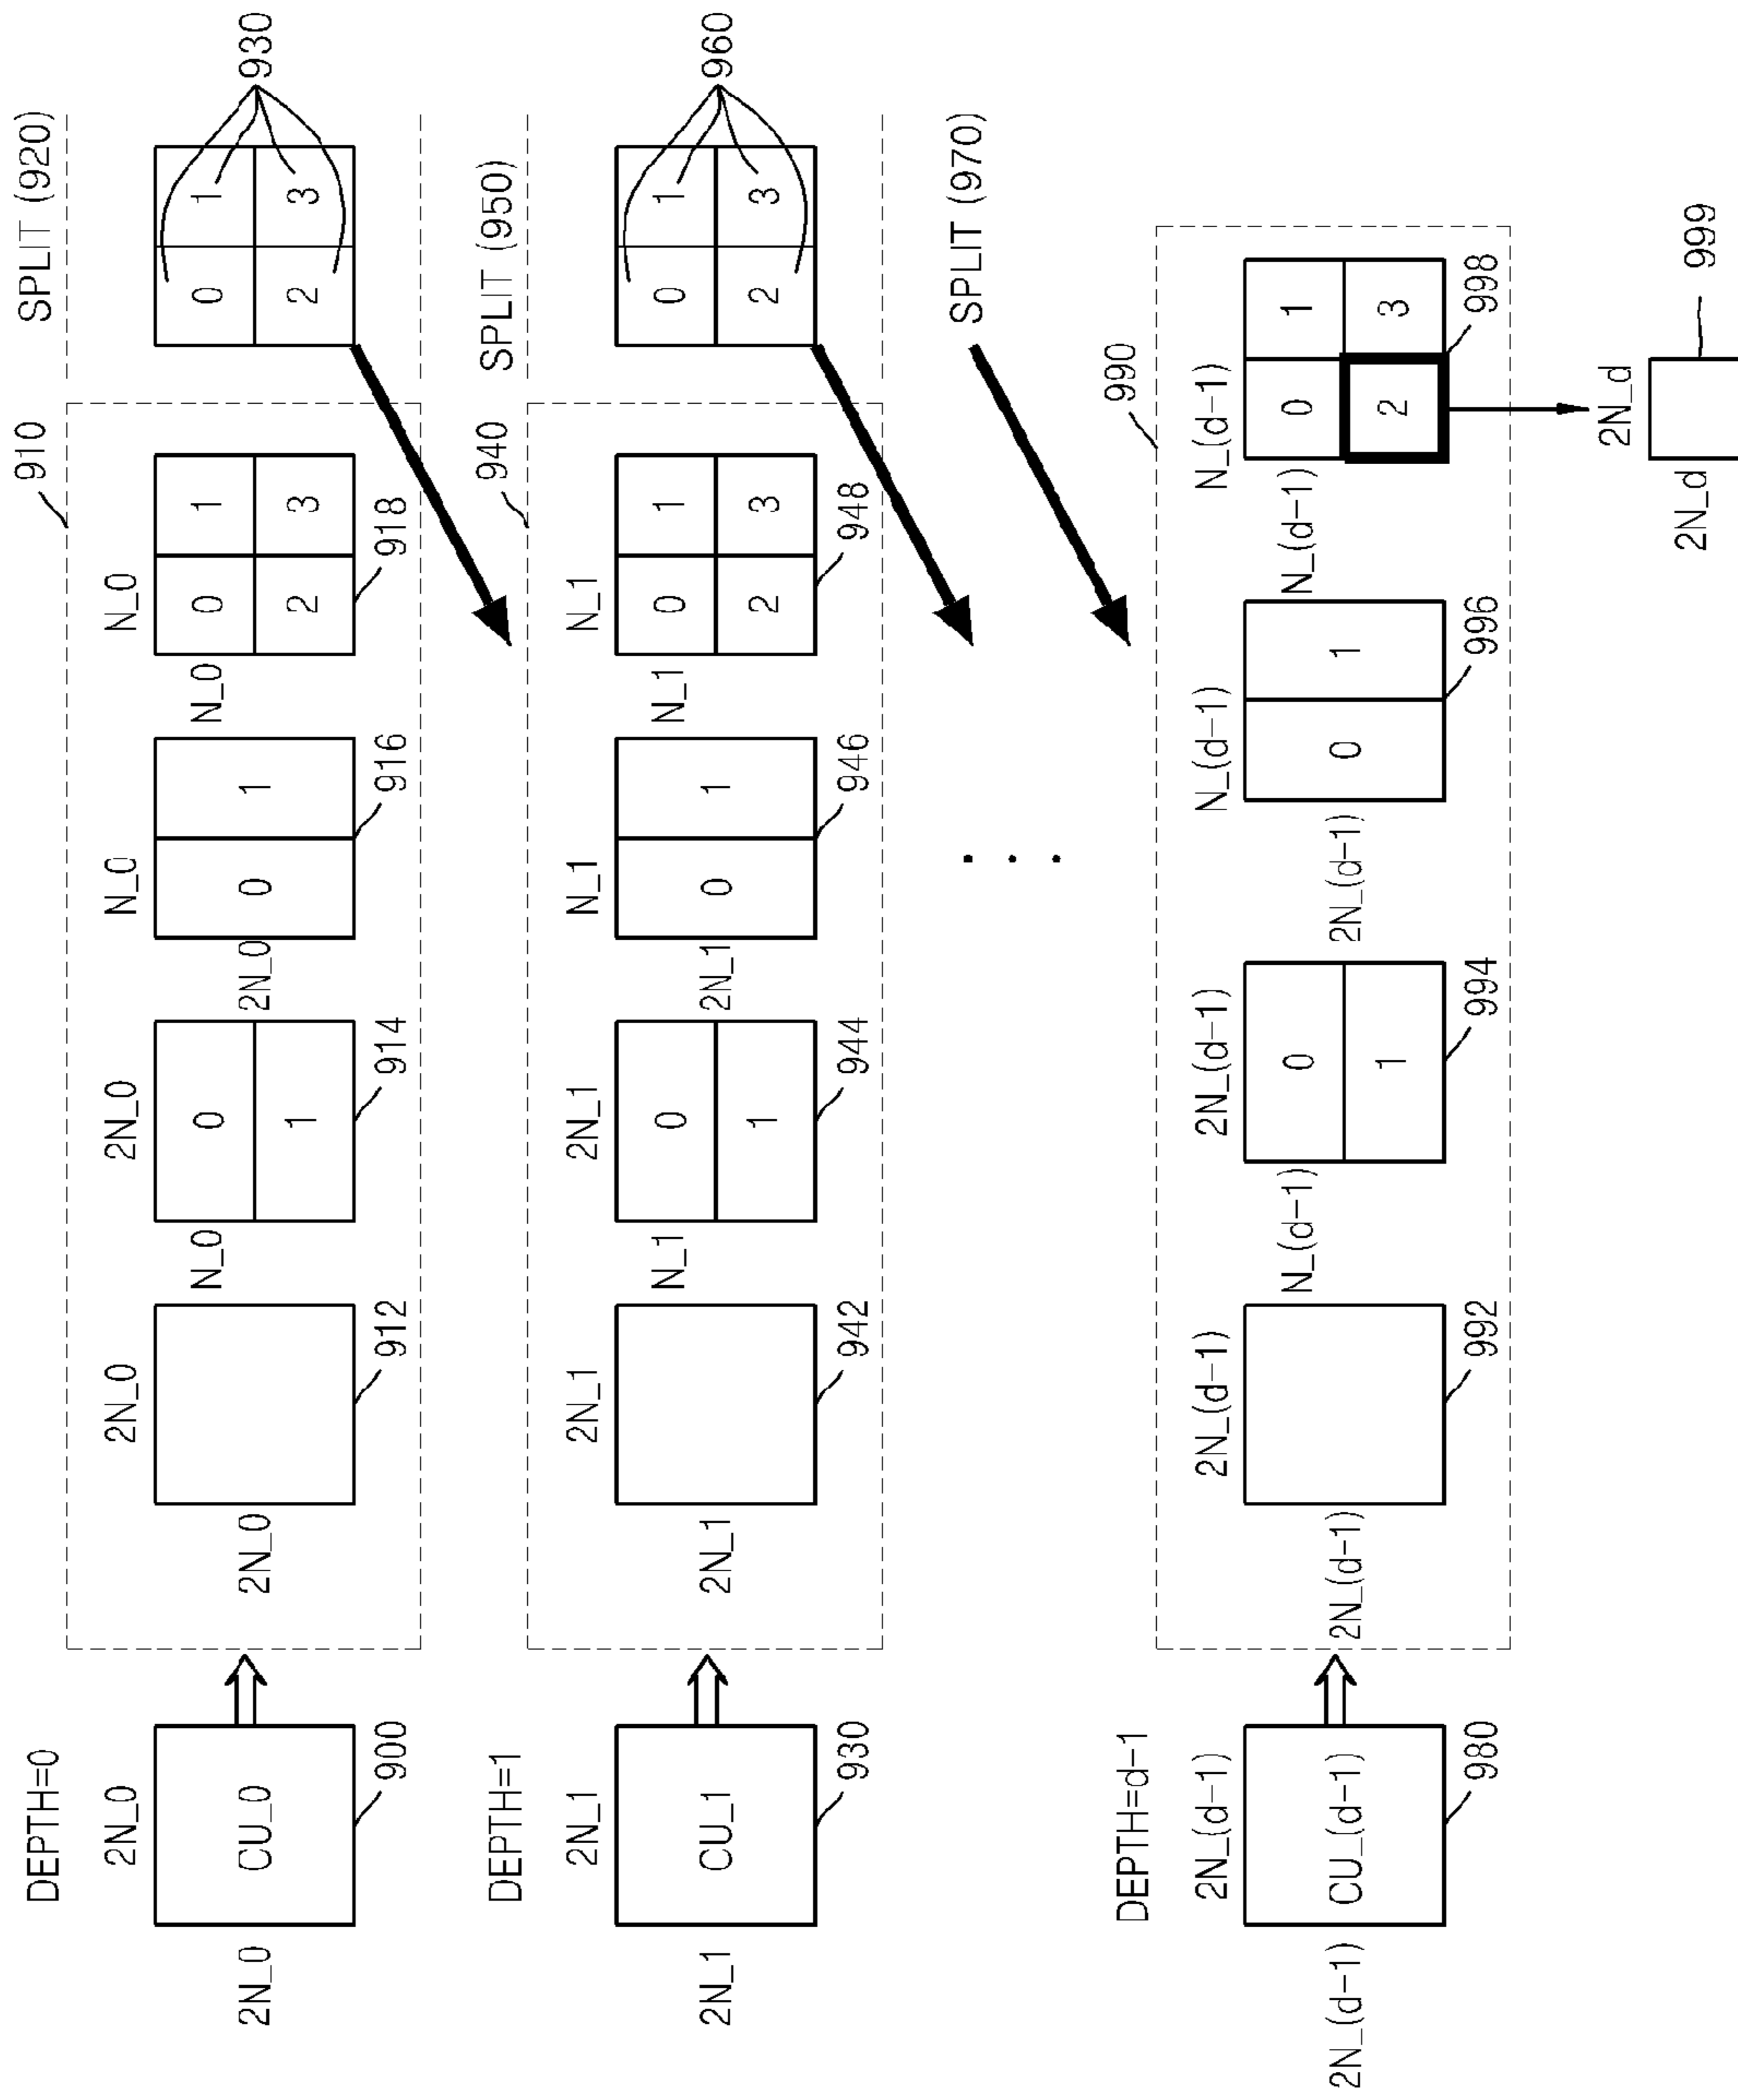 DEPTH=0
SPLIT (920)
910
2N_0
2N_0
2N_0
N_0
N_0
2N_0
CU_0
2N_0
2N_0
0
1
N_0
2N_0
0
1
N_0
0
1
2
3
0
1
2
3
930
900
912
914
916
918
DEPTH=1
SPLIT (950)
940
2N_1
2N_1
2N_1
N_1
N_1
2N_1
CU_1
2N_1
N_1
0
1
2N_1
0
1
N_1
0
1
2
3
0
1
2
3
960
930
942
944
946
948
SPLIT (970)
. . .
DEPTH=d-1
990
2N_(d-1)
2N_(d-1)
2N_(d-1)
N_(d-1)
N_(d-1)
2N_(d-1)
CU_(d-1)
2N_(d-1)
N_(d-1)
0
1
2N_(d-1)
0
1
N_(d-1)
0
1
2
3
980
992
994
996
998
2N_d
2N_d
999